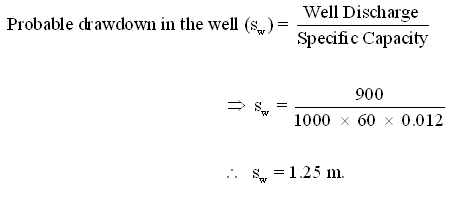 Probable drawdown in the well (s_w) = Well Discharge / Specific Capacity
⇒ s_w = 900 / 1000 × 60 × 0.012
∴ s_w = 1.25 m.